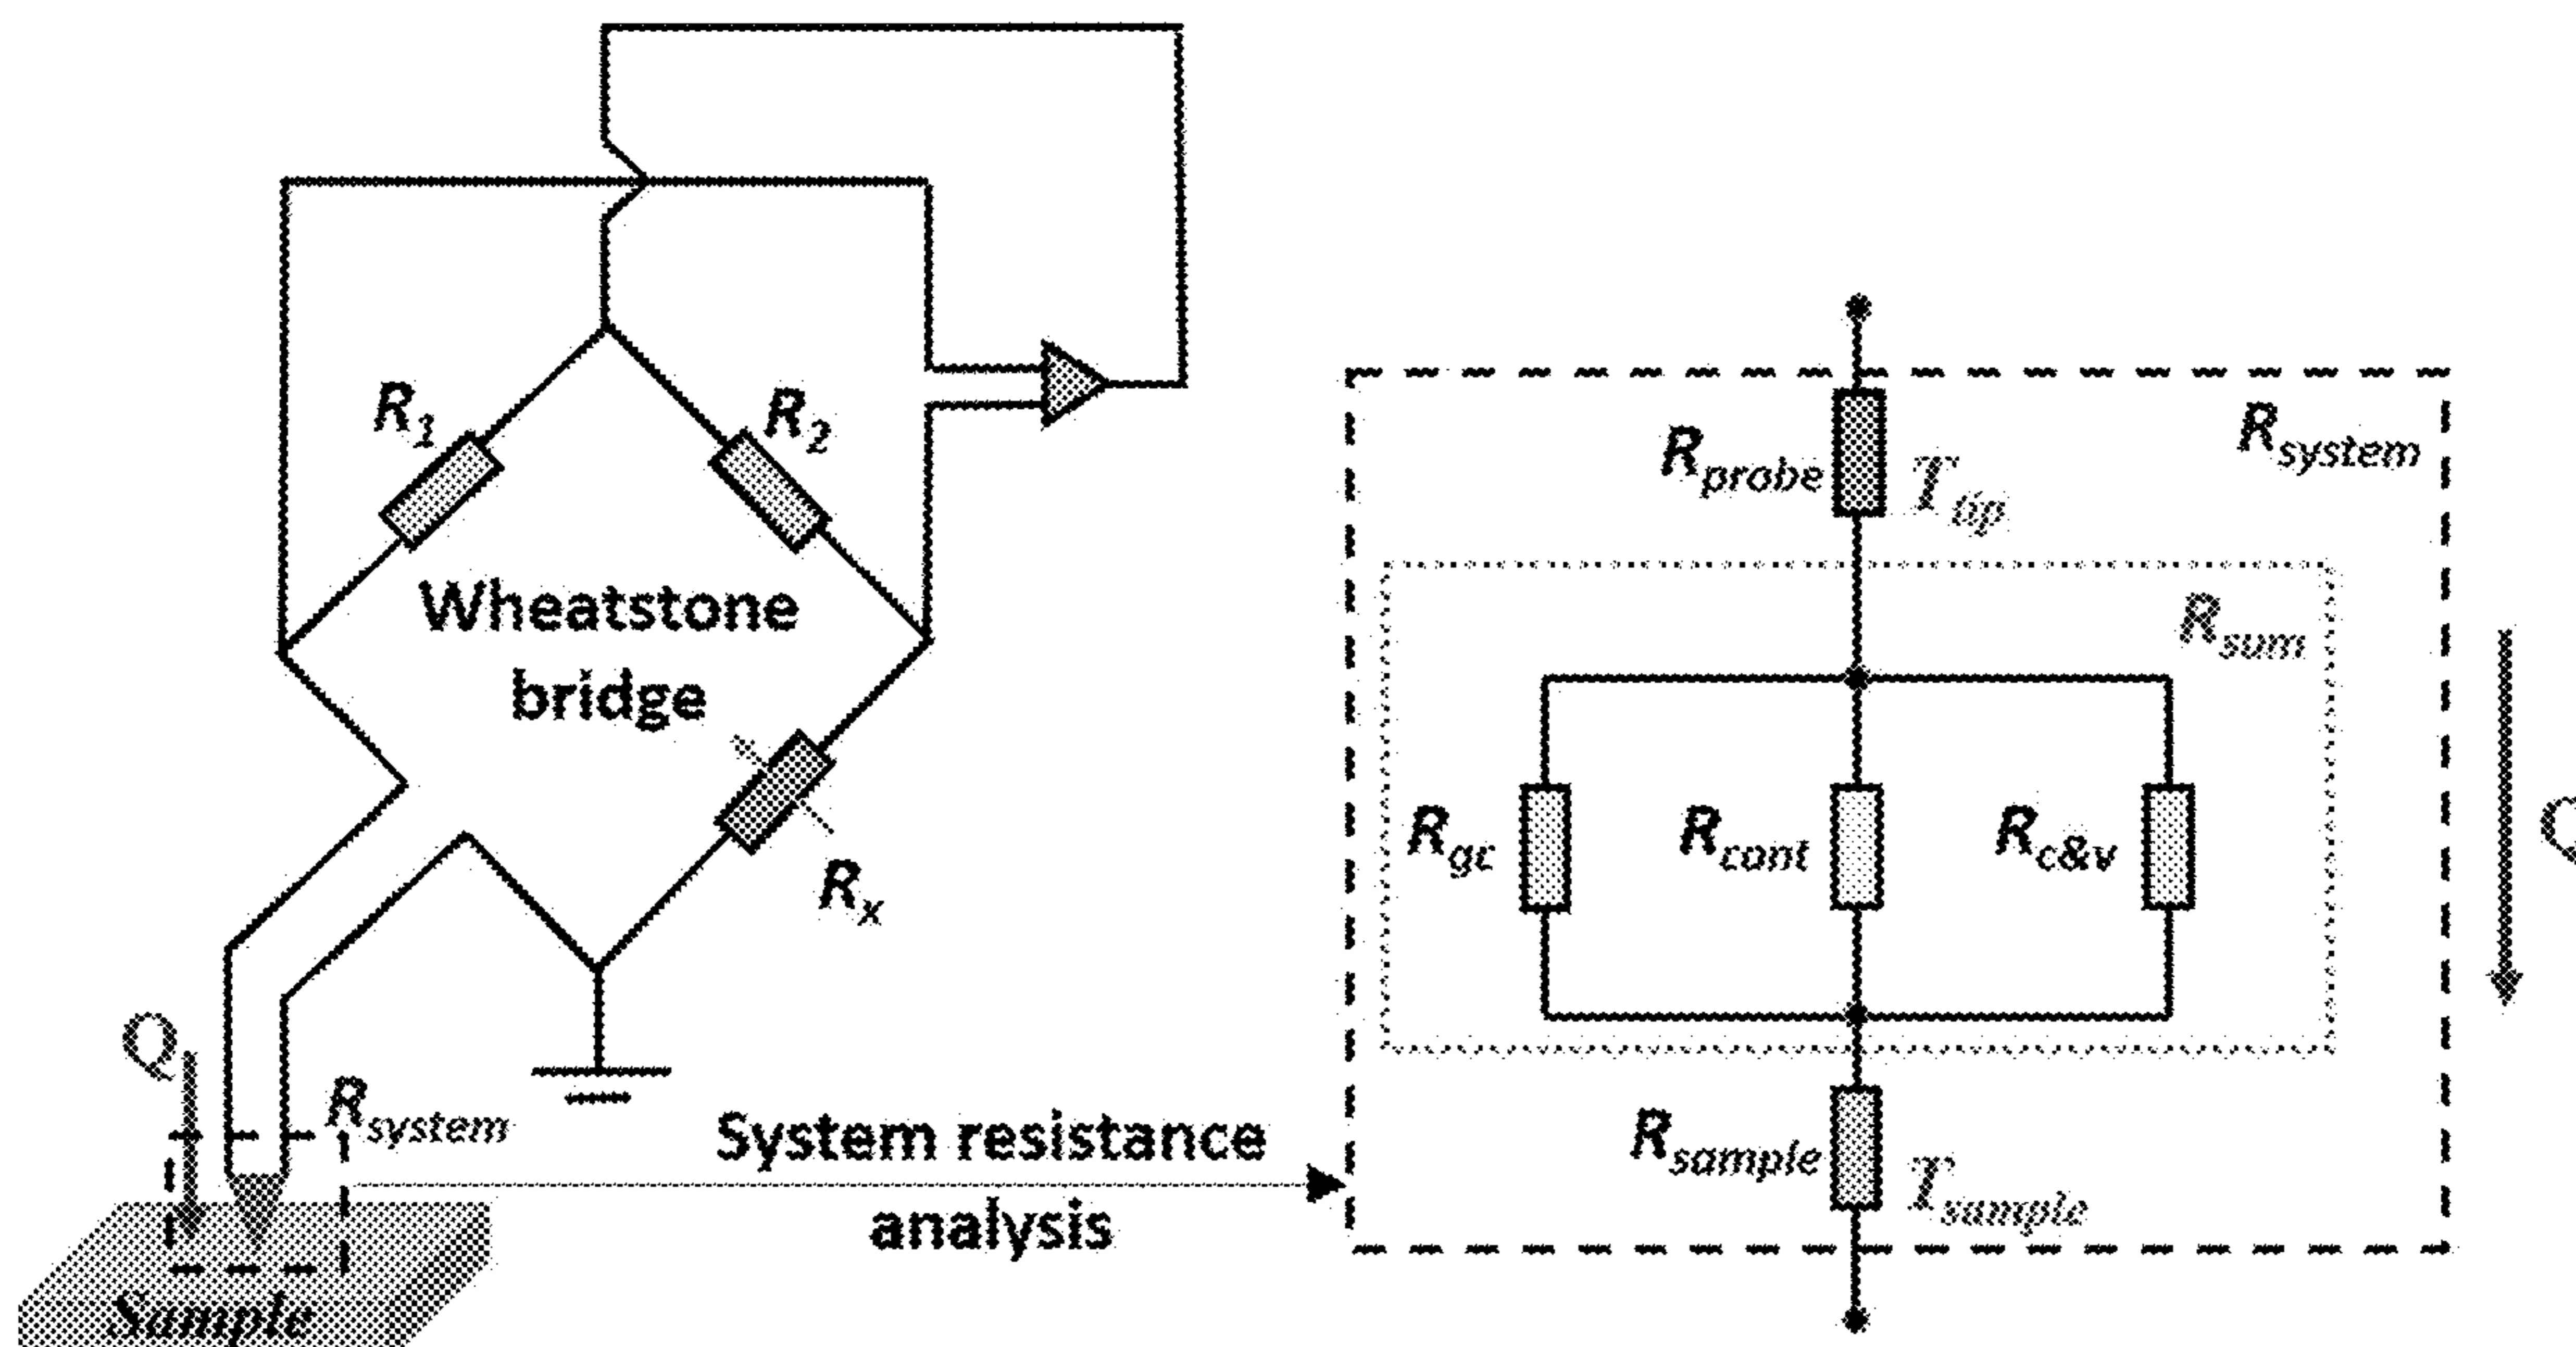 R1
R2
Wheatstone
bridge
Rx
Q
Rsystem
Sample
System resistance
analysis
Rsystem
Rprobe
Ttip
Rsum
Rgc
Rcont
Rc&v
Q
Rsample
Tsample